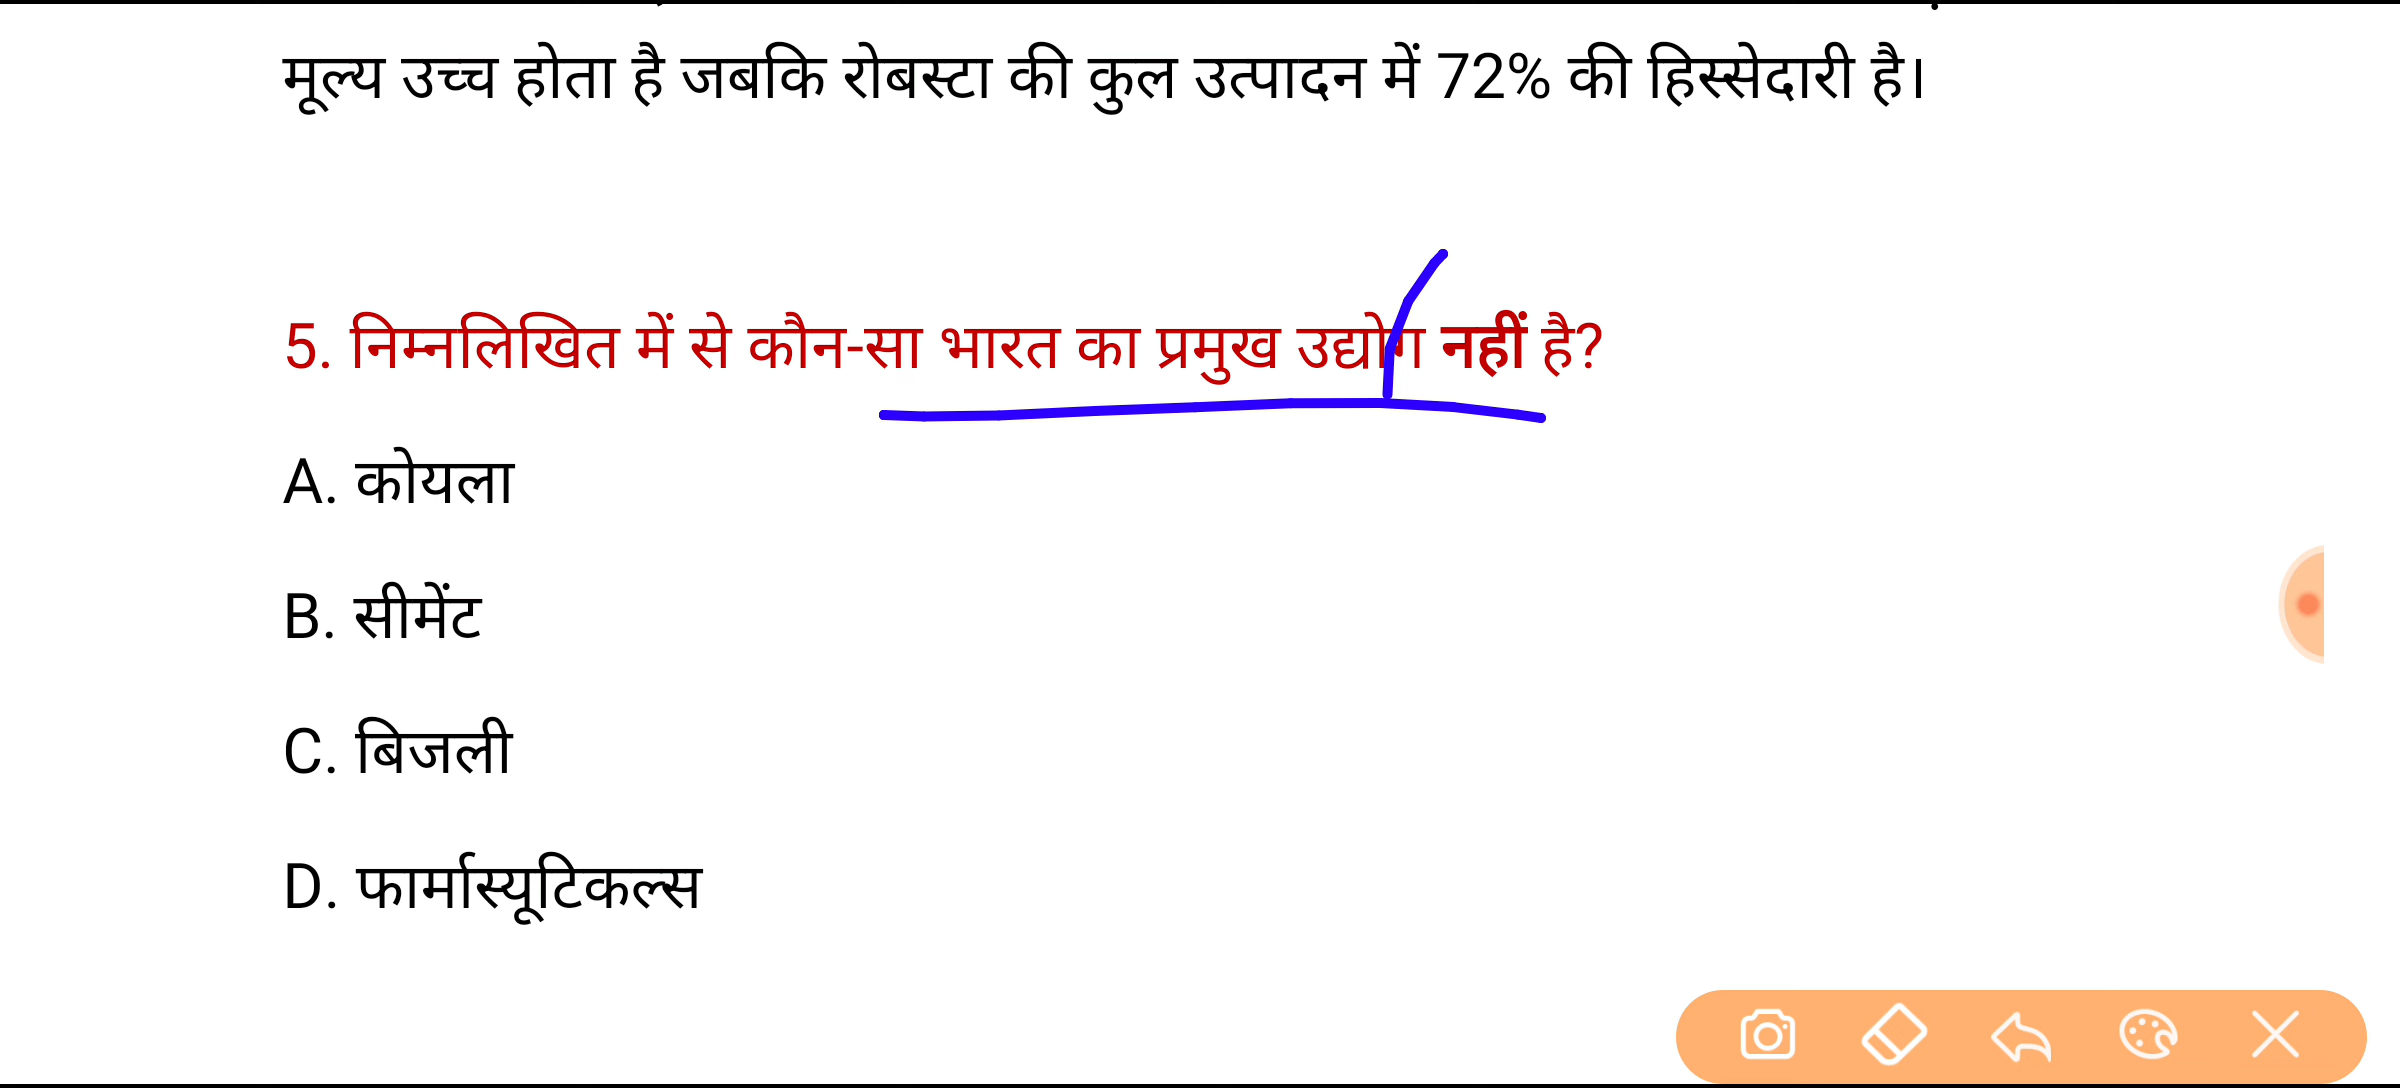 मूल्य उच्च होता है जबकि रोबस्टा की कुल उत्पादन में 72% की हिस्सेदारी है।
5. निम्नलिखित में से कौन-सा भारत का प्रमुख उद्योग नहीं है?
A. कोयला
B. सीमेंट
C. बिजली
D. फार्मास्यूटिकल्स